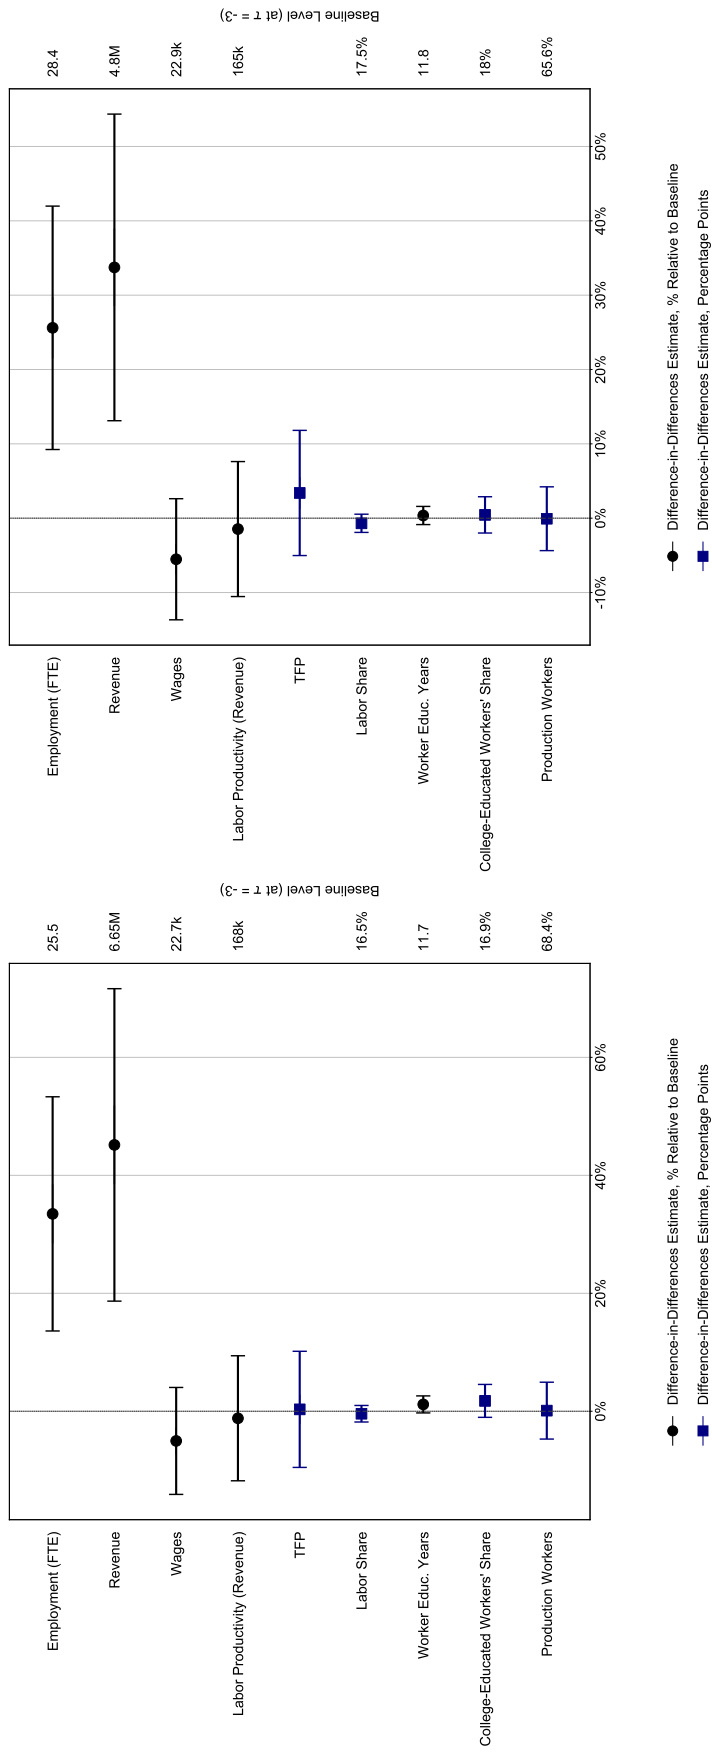 Employment (FTE)
Revenue
Wages
Labor Productivity (Revenue)
TFP
Labor Share
Worker Educ. Years
College-Educated Workers' Share
Production Workers
0%
20%
40%
60%
25.5
6.65M
22.7k
168k
16.5%
11.7
16.9%
68.4%
Baseline Level (at τ = -3)
Difference-in-Differences Estimate, % Relative to Baseline
Difference-in-Differences Estimate, Percentage Points
Employment (FTE)
Revenue
Wages
Labor Productivity (Revenue)
TFP
Labor Share
Worker Educ. Years
College-Educated Workers' Share
Production Workers
-10%
0%
10%
20%
30%
40%
50%
28.4
4.8M
22.9k
165k
17.5%
11.8
18%
65.6%
Baseline Level (at τ = -3)
Difference-in-Differences Estimate, % Relative to Baseline
Difference-in-Differences Estimate, Percentage Points